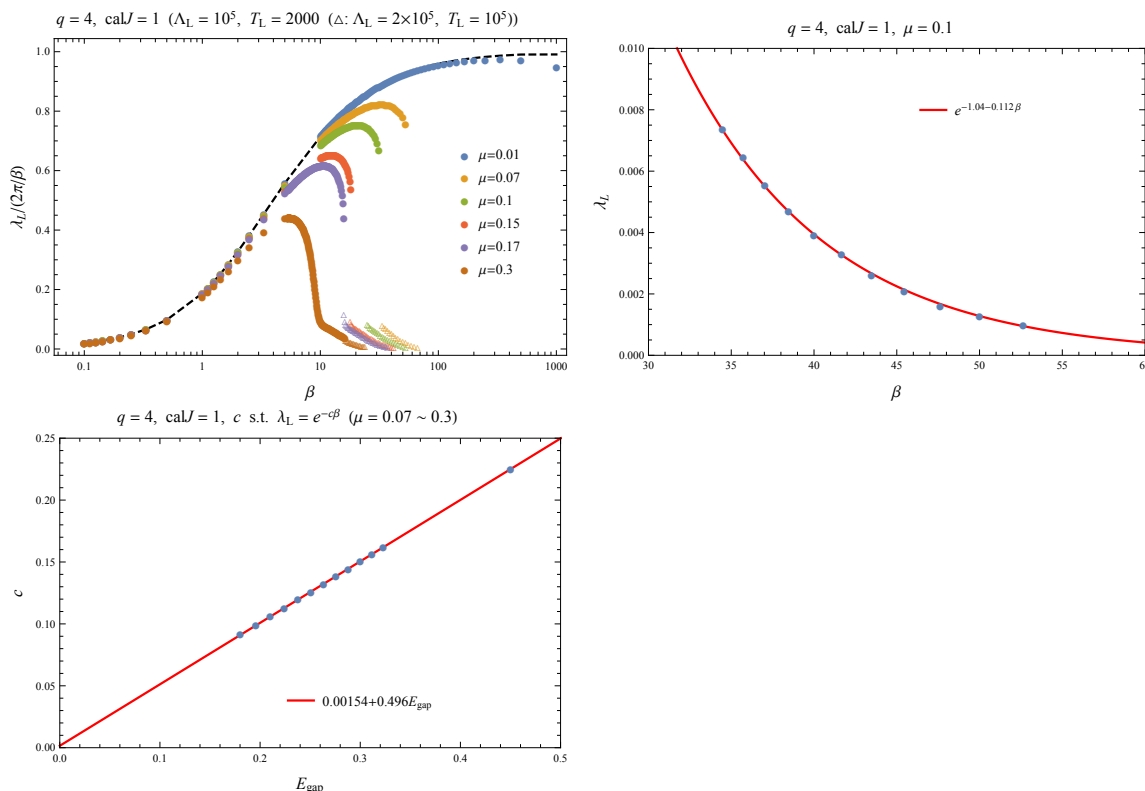 q = 4, calJ = 1 (Λ_L = 10^5, T_L = 2000 (△: Λ_L = 2×10^5, T_L = 10^5))
λ_L/(2π/β)
1.0
0.8
0.6
0.4
0.2
0.0
μ=0.01
μ=0.07
μ=0.1
μ=0.15
μ=0.17
μ=0.3
0.1 1 10 100 1000
β
q = 4, calJ = 1, μ = 0.1
λ_L
0.010
0.008
0.006
0.004
0.002
0.000
e^{-1.04-0.112 β}
30 35 40 45 50 55 60
β
q = 4, calJ = 1, c s.t. λ_L = e^{-cβ} (μ = 0.07 ~ 0.3)
c
0.25
0.20
0.15
0.10
0.05
0.00
0.00154+0.496E_gap
0.0 0.1 0.2 0.3 0.4 0.5
E_gap